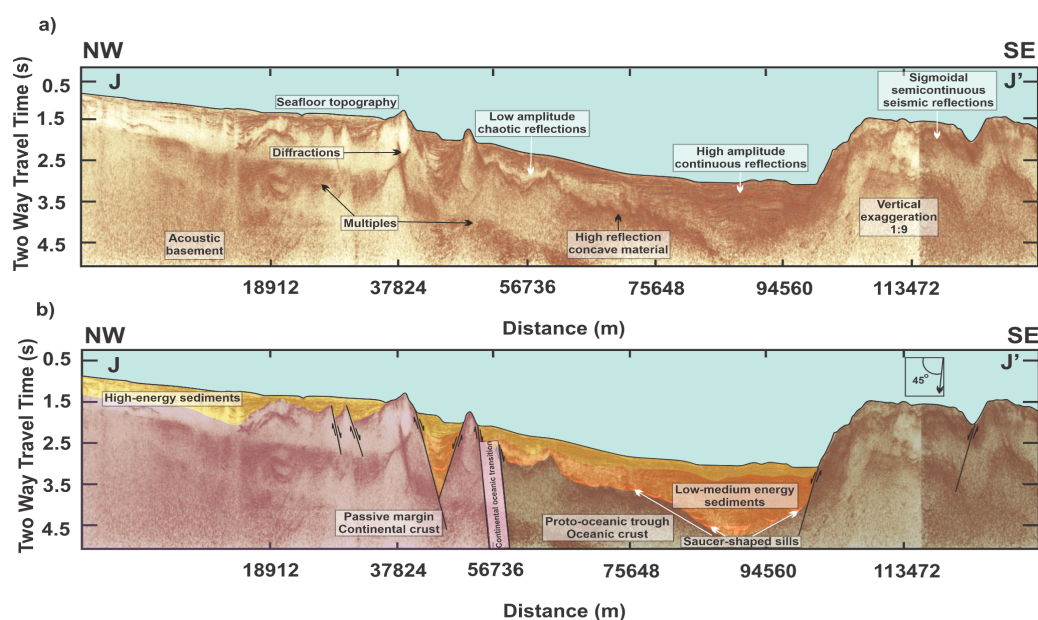 a)
NW
SE
J
J'
Two Way Travel Time (s)
0.5
1.5
2.5
3.5
4.5
Seafloor topography
Low amplitude
chaotic reflections
High amplitude
continuous reflections
Sigmoidal
semicontinuous
seismic reflections
Diffractions
Multiples
Acoustic
basement
High reflection
concave material
Vertical
exaggeration
1:9
18912
37824
56736
75648
94560
113472
Distance (m)
b)
NW
SE
J
J'
Two Way Travel Time (s)
0.5
1.5
2.5
3.5
4.5
45°
High-energy sediments
Continental oceanic transition
Low-medium energy
sediments
Passive margin
Continental crust
Proto-oceanic trough
Oceanic crust
Saucer-shaped sills
18912
37824
56736
75648
94560
113472
Distance (m)